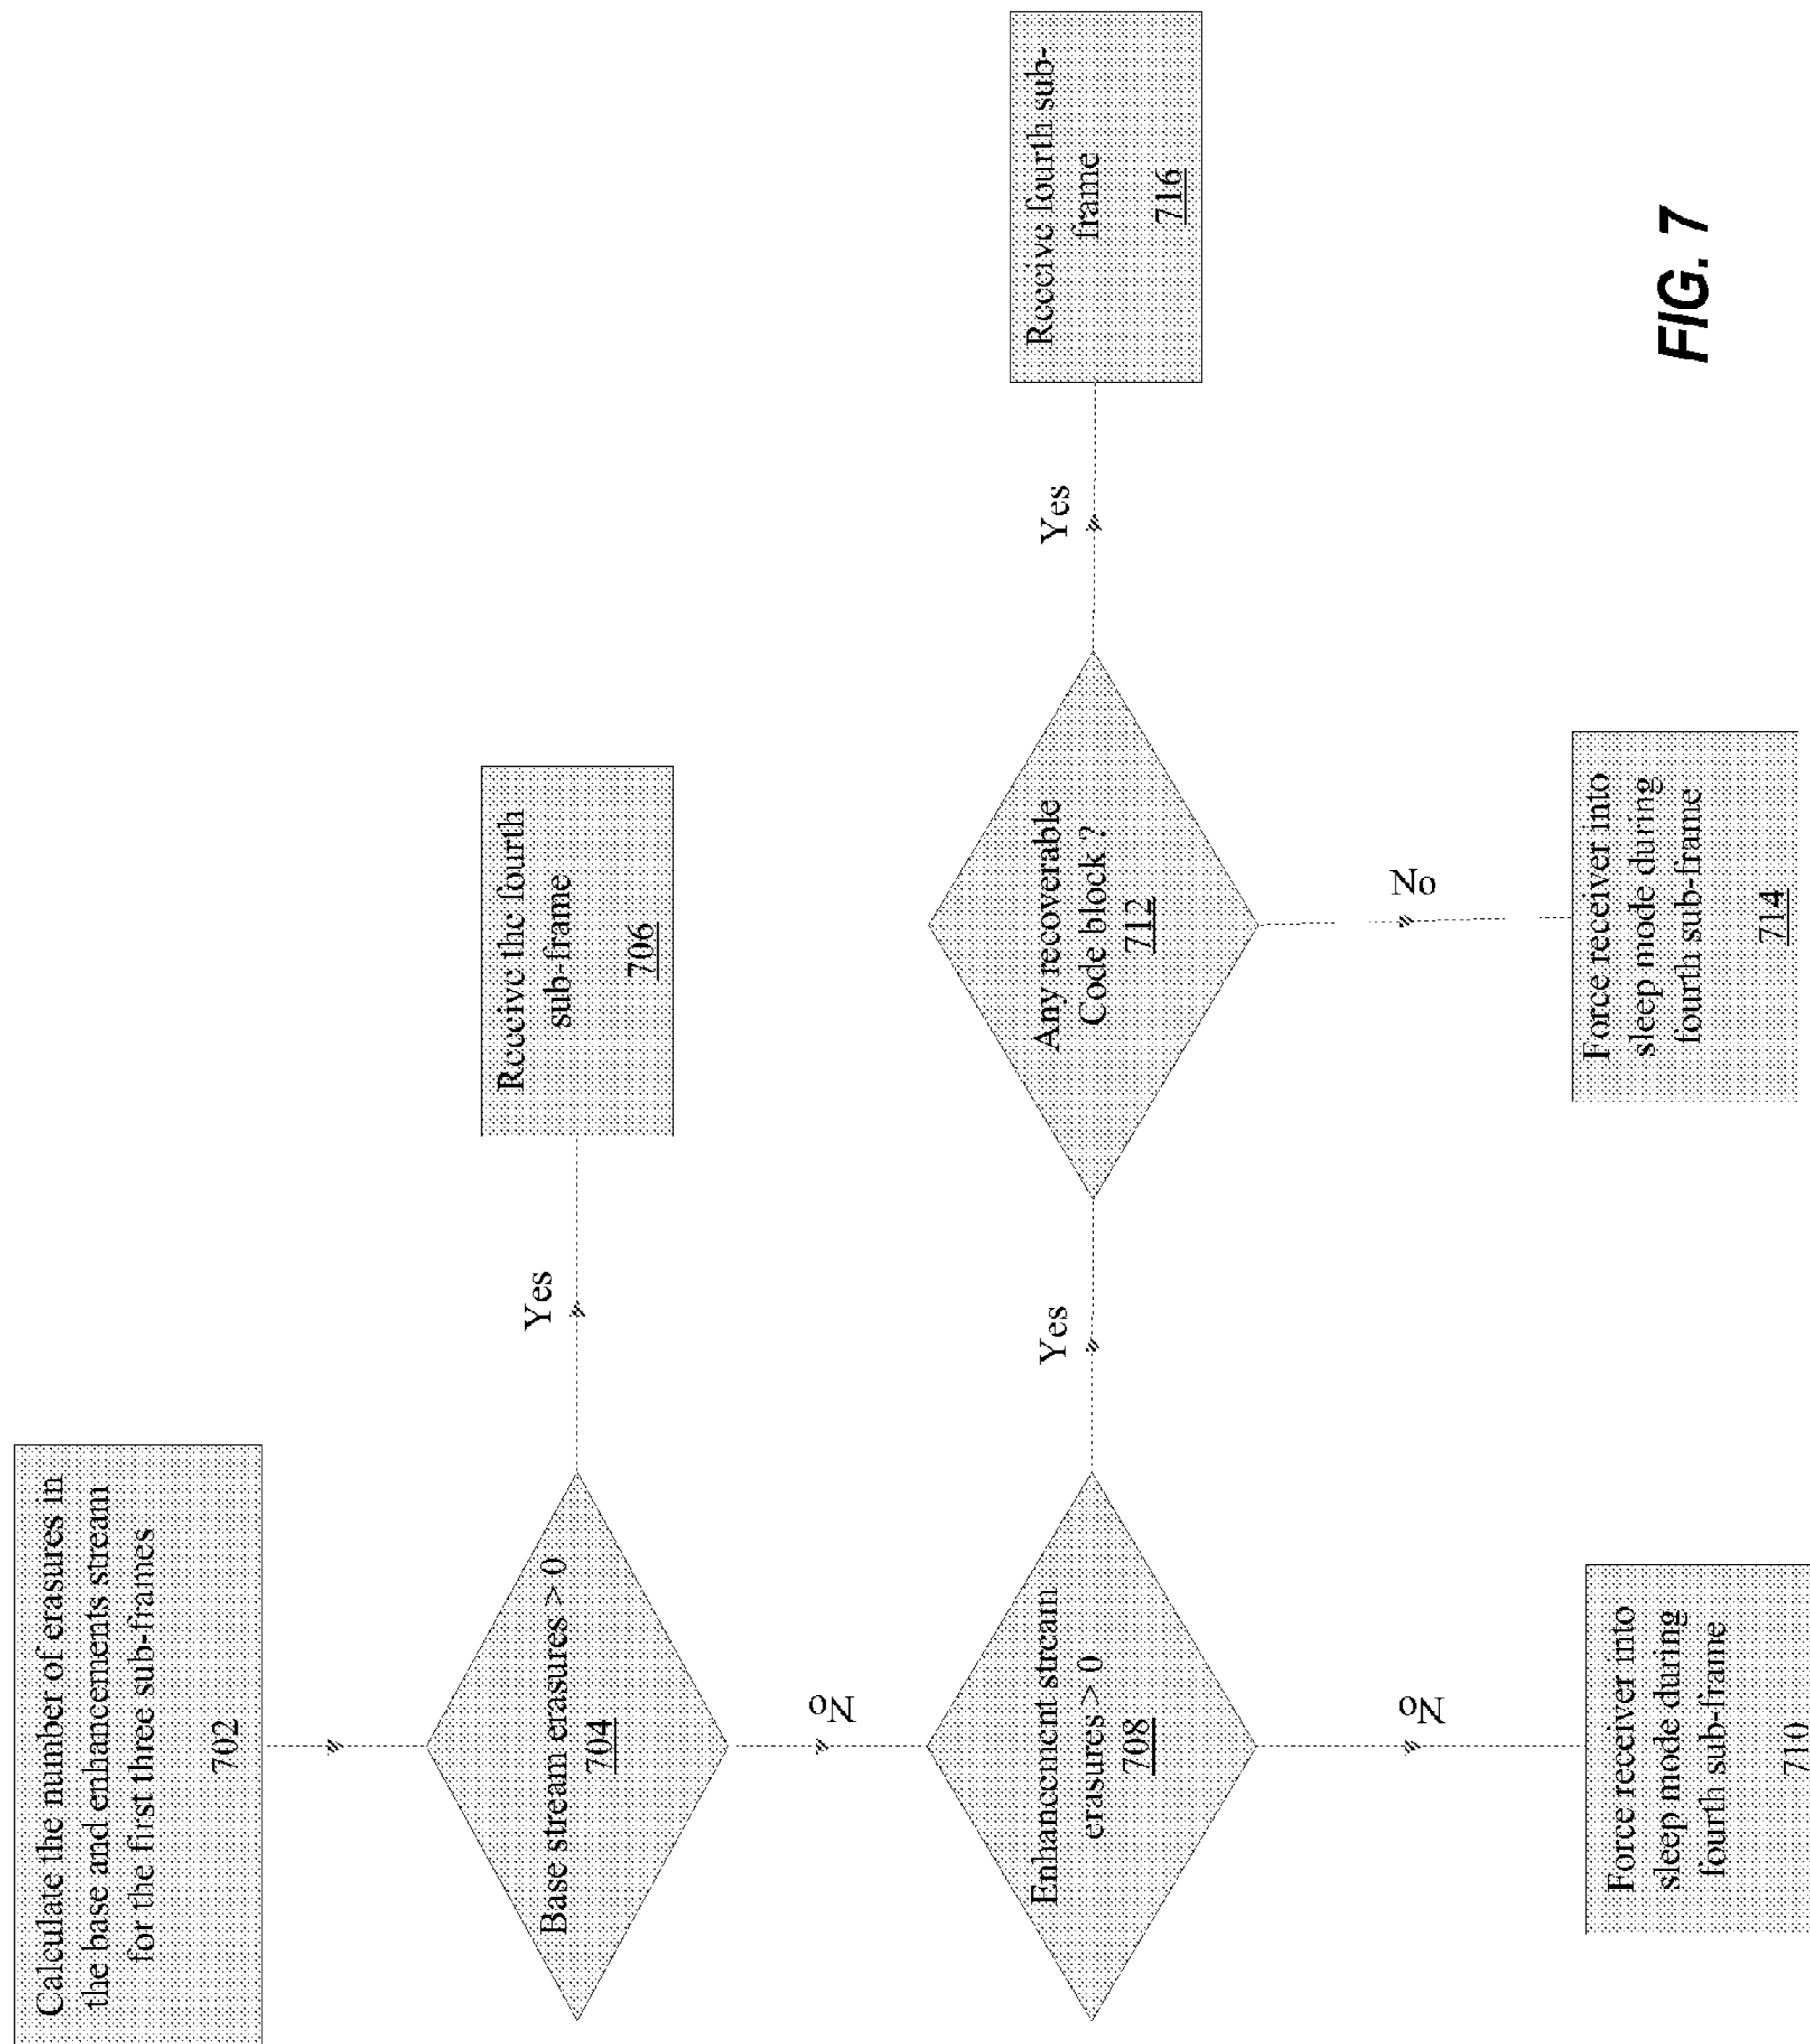 Calculate the number of erasures in
the base and enhancements stream
for the first three sub-frames
702
Base stream erasures > 0
704
Yes
Receive the fourth
sub-frame
706
No
Enhancement stream
erasures > 0
708
Yes
Any recoverable
Code block ?
712
Yes
Receive fourth sub-
frame
716
No
Force receiver into
sleep mode during
fourth sub-frame
710
No
Force receiver into
sleep mode during
fourth sub-frame
714
FIG. 7